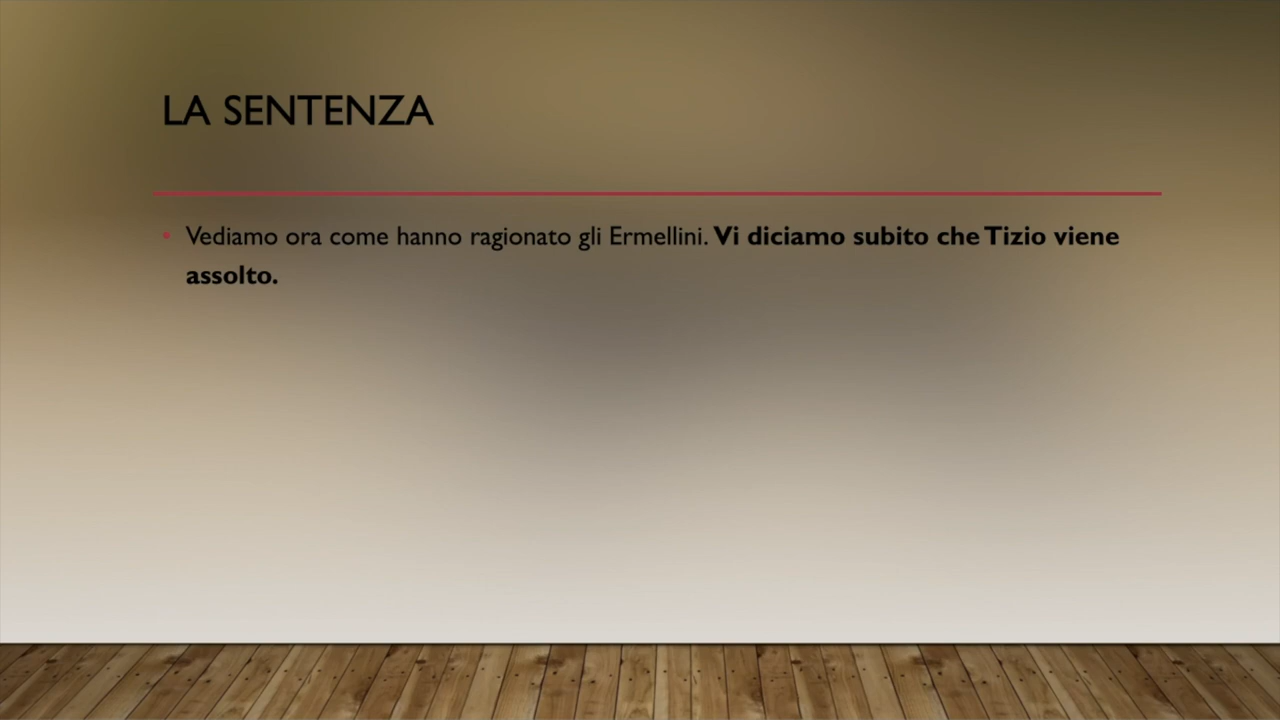 LA SENTENZA
• Vediamo ora come hanno ragionato gli Ermellini. Vi diciamo subito che Tizio viene
assolto.